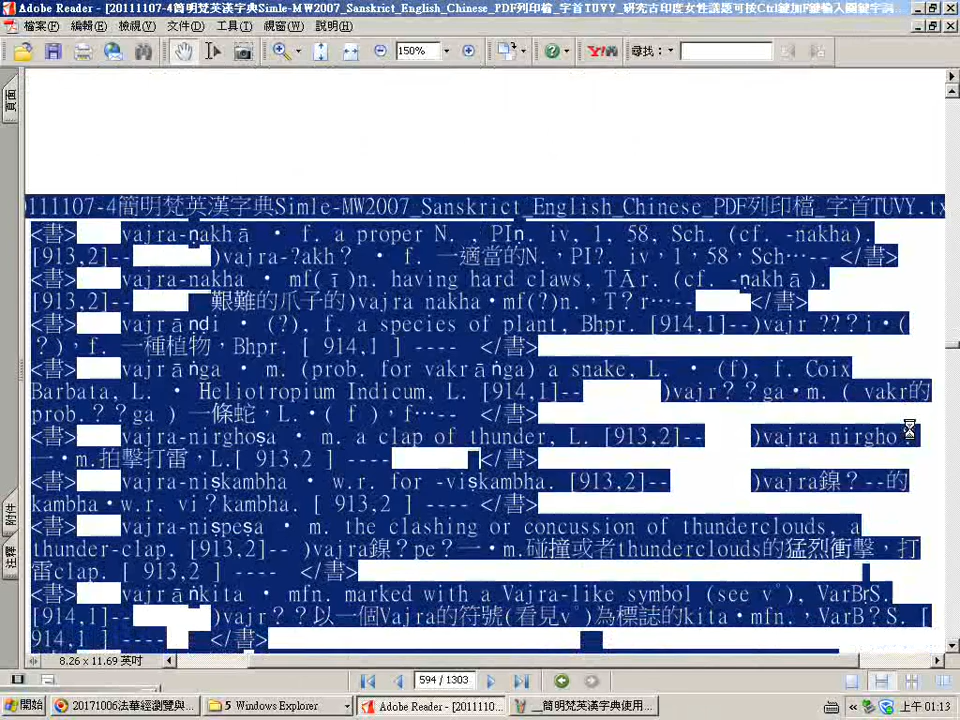 Adobe Reader - [20111107-4簡明梵英漢字典Simle-MW2007_Sanskrit_English_Chinese_PDF列印檔_字首TUVY_研究古印度女性議題可按Ctrl鍵加F鍵輸入關鍵字詞...
檔案(F) 編輯(E) 檢視(V) 文件(D) 工具(T) 視窗(W) 說明(H)
150% Y! 尋找:
頁面
111107-4簡明梵英漢字典Simle-MW2007_Sanskrict_English_Chinese_PDF列印檔_字首TUVY.tx
<書> vajra-ṇakhā • f. a proper N. , PIṇ. iv, 1, 58, Sch. (cf. -nakha).
[913,2]-- )vajra-?akh? • f. 一適當的N.，PI?. iv，1，58，Sch…-- </書>
<書> vajra-nakha • mf(ī)n. having hard claws, TĀr. (cf. -ṇakhā).
[913,2]-- 艱難的爪子的)vajra nakha•mf(?)n.，T?r…-- </書>
<書> vajrāṇḍi • (?), f. a species of plant, Bhpr. [914,1]--)vajr ???i•(
?)，f. 一種植物，Bhpr. [ 914,1 ] ---- </書>
<書> vajrāṅga • m. (prob. for vakrāṅga) a snake, L. • (f), f. Coix
Barbata, L. • Heliotropium Indicum, L. [914,1]-- )vajr??ga•m. ( vakr的
prob.??ga ) 一條蛇，L.•( f )，f…-- </書>
<書> vajra-nirghoṣa • m. a clap of thunder, L. [913,2]-- )vajra nirgho
一•m.拍擊打雷，L.[ 913,2 ] ---- </書>
<書> vajra-niṣkambha • w.r. for -viṣkambha. [913,2]-- )vajra鎳？--的
kambha•w.r. vi?kambha. [ 913,2 ] ---- </書>
<書> vajra-niṣpeṣa • m. the clashing or concussion of thunderclouds, a
thunder-clap. [913,2]-- )vajra鎳？pe？一•m.碰撞或者thunderclouds的猛烈衝擊，打
雷clap. [ 913,2 ] ---- </書>
<書> vajrāṅkita • mfn. marked with a Vajra-like symbol (see v°), VarBṛS.
[914,1]-- )vajr??以一個Vajra的符號(看見v°)為標誌的kita•mfn.，VarB?S. [
914,1 ] ---- </書>
附件
注釋
8.26 x 11.69 英吋
594 / 1303
開始 20171006法華經瀏覽與... 5 Windows Explorer Adobe Reader - [2011110... __簡明梵英字典使用... 上午 01:13